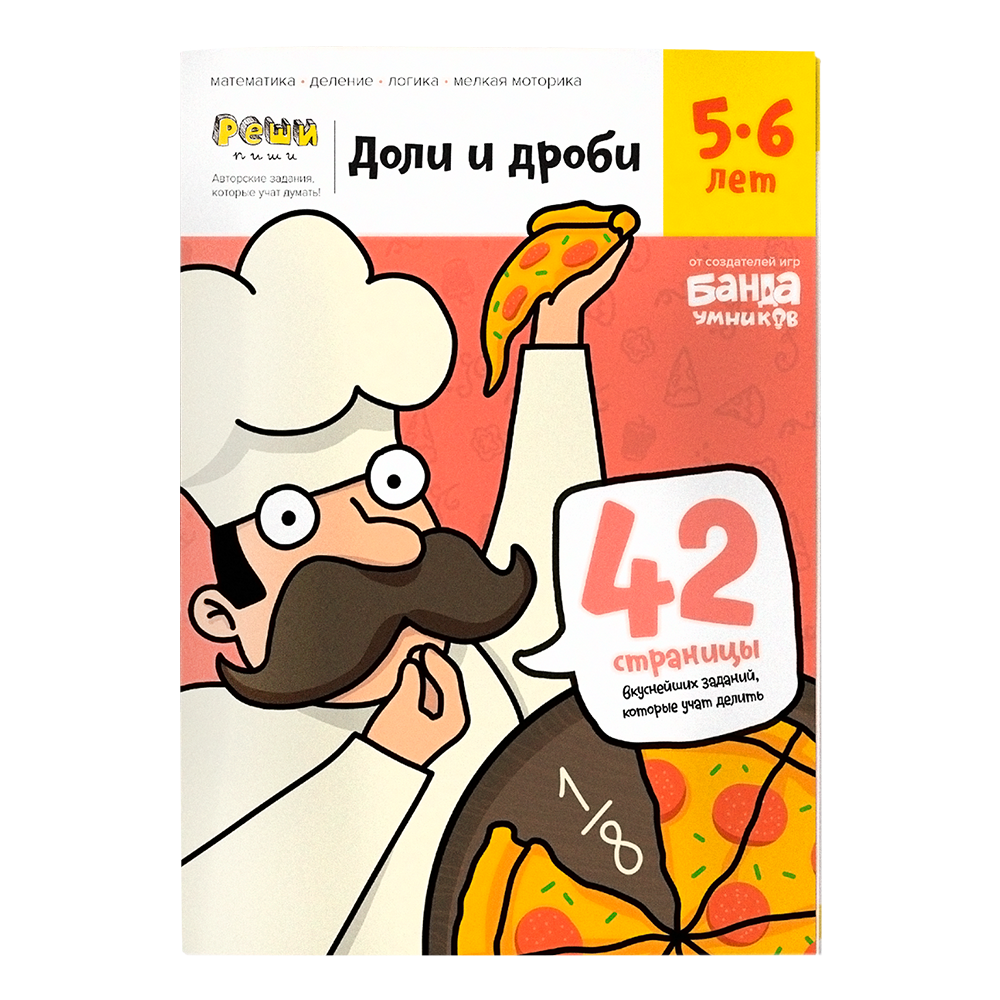 математика • деление • логика • мелкая моторика
Реши
пиши
Авторские задания,
которые учат думать!
Доли и дроби
5•6
лет
от создателей игр
БАНДА
УМНИКОВ
42
страницы
вкуснейших заданий,
которые учат делить
1/8